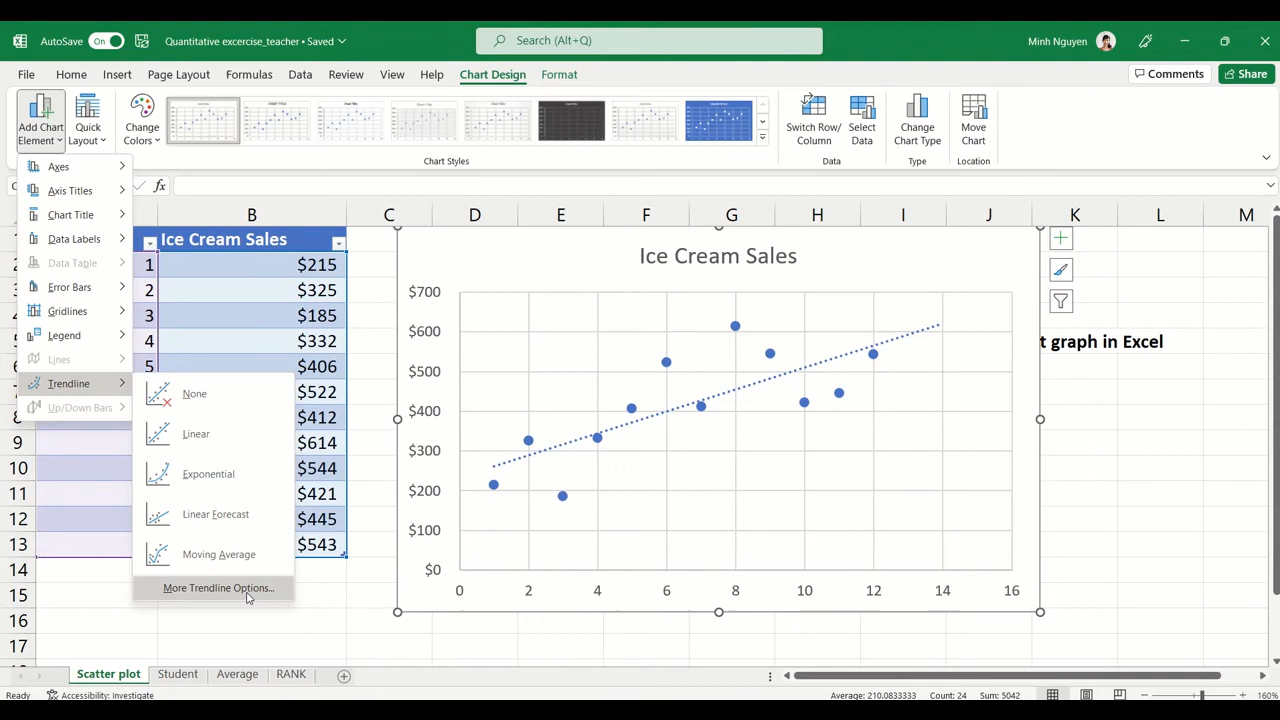 AutoSave On Quantitative excercise_teacher • Saved Search (Alt+Q) Minh Nguyen
File Home Insert Page Layout Formulas Data Review View Help Chart Design Format Comments Share
Add Chart Element Quick Layout Change Colors Switch Row/Column Select Data Change Chart Type Move Chart
Chart Styles Data Type Location
Axes
Axis Titles
Chart Title
Data Labels
Data Table
Error Bars
Gridlines
Legend
Lines
Trendline
Up/Down Bars
None
Linear
Exponential
Linear Forecast
Moving Average
More Trendline Options...
fx
B C D E F G H I J K L M
Ice Cream Sales
1 $215
2 $325
3 $185
4 $332
5 $406
$522
8 $412
9 $614
10 $544
11 $421
12 $445
13 $543
14
15
16
17
Ice Cream Sales
$700
$600
$500
$400
$300
$200
$100
$0
0 2 4 6 8 10 12 14 16
t graph in Excel
Scatter plot Student Average RANK
Ready Accessibility: Investigate Average: 210.0833333 Count: 24 Sum: 5042 160%